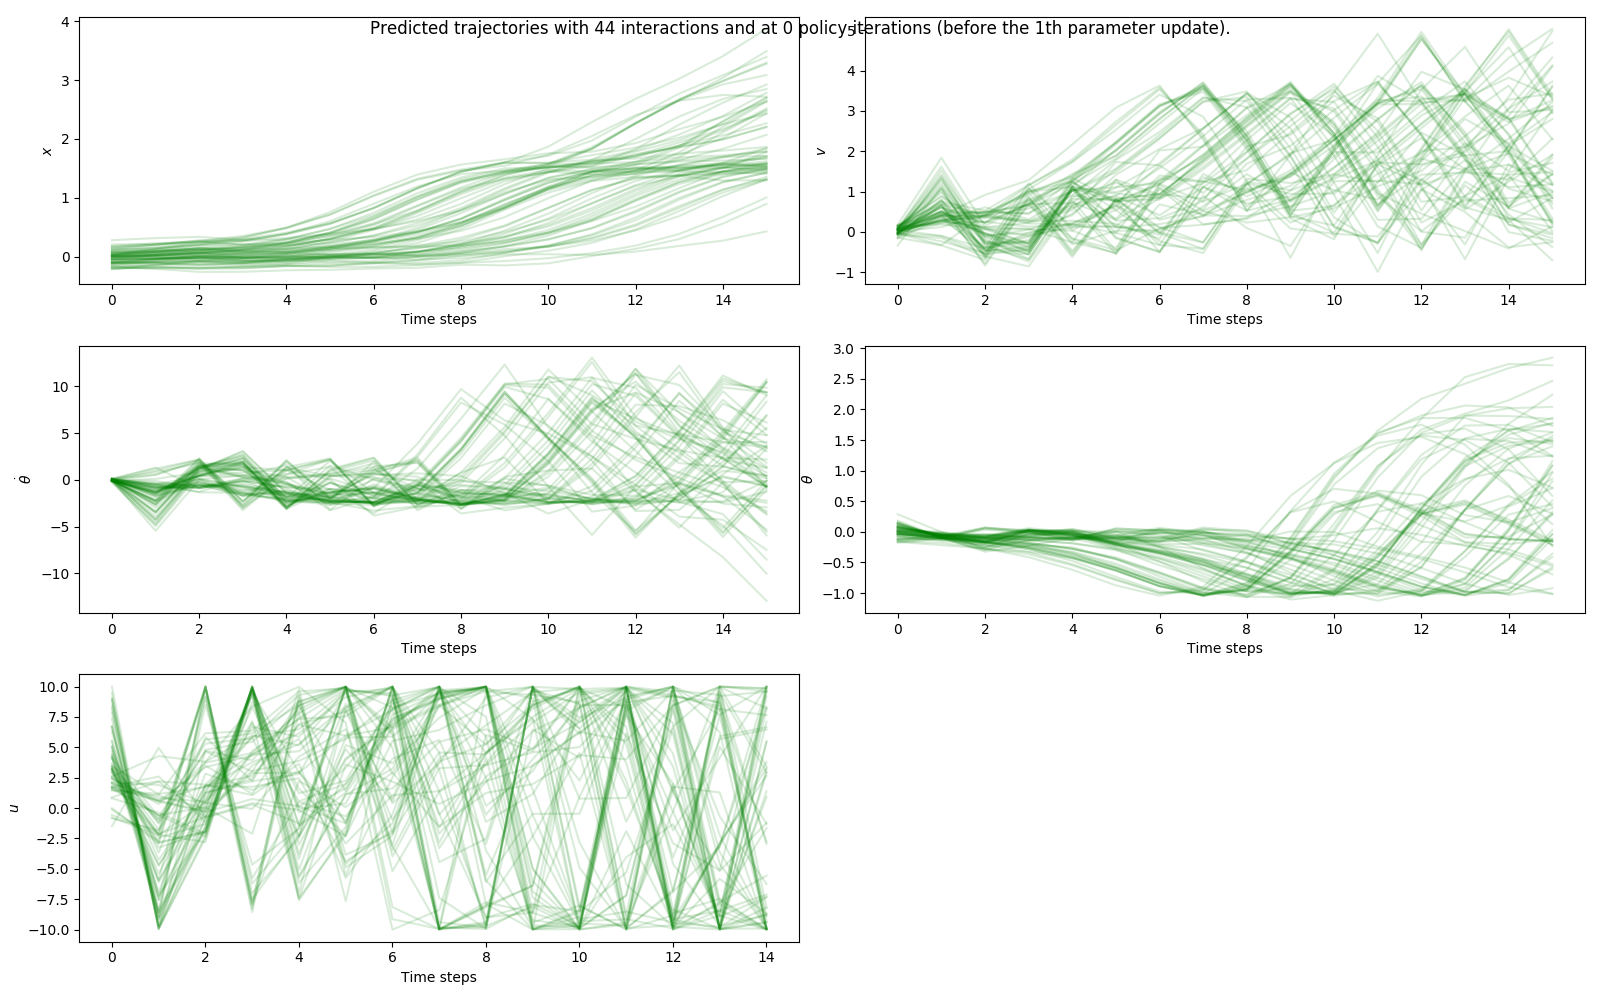 Predicted trajectories with 44 interactions and at 0 policy iterations (before the 1th parameter update).
4
3
2
1
0
x
0 2 4 6 8 10 12 14
Time steps
5
4
3
2
1
0
−1
v
0 2 4 6 8 10 12 14
Time steps
10
5
0
−5
−10
θ̇
0 2 4 6 8 10 12 14
Time steps
3.0
2.5
2.0
1.5
1.0
0.5
0.0
−0.5
−1.0
θ
0 2 4 6 8 10 12 14
Time steps
10.0
7.5
5.0
2.5
0.0
−2.5
−5.0
−7.5
−10.0
u
0 2 4 6 8 10 12 14
Time steps